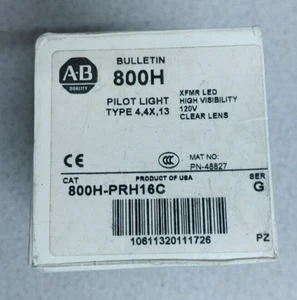 A-B
QUALITY
BULLETIN
800H
PILOT LIGHT
TYPE 4,4X,13
XFMR LED
HIGH VISIBILITY
120V
CLEAR LENS
CE
CCC
MAT NO:
PN-48827
CAT
PRODUCT OF USA
SER
800H-PRH16C
G
10611320111726
PZ